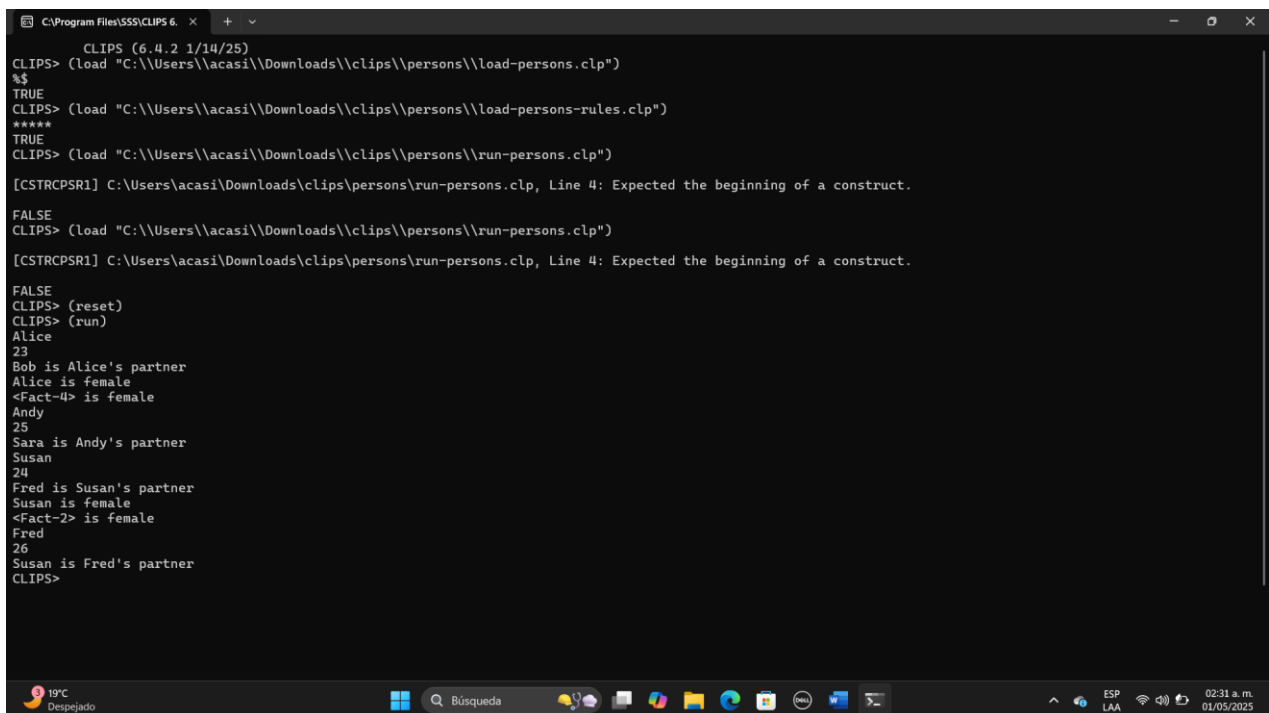 C:\Program Files\SSS\CLIPS 6.
CLIPS (6.4.2 1/14/25)
CLIPS> (load "C:\\Users\\acasi\\Downloads\\clips\\persons\\load-persons.clp")
%$
TRUE
CLIPS> (load "C:\\Users\\acasi\\Downloads\\clips\\persons\\load-persons-rules.clp")
*****
TRUE
CLIPS> (load "C:\\Users\\acasi\\Downloads\\clips\\persons\\run-persons.clp")
[CSTRCPSR1] C:\Users\acasi\Downloads\clips\persons\run-persons.clp, Line 4: Expected the beginning of a construct.
FALSE
CLIPS> (load "C:\\Users\\acasi\\Downloads\\clips\\persons\\run-persons.clp")
[CSTRCPSR1] C:\Users\acasi\Downloads\clips\persons\run-persons.clp, Line 4: Expected the beginning of a construct.
FALSE
CLIPS> (reset)
CLIPS> (run)
Alice
23
Bob is Alice's partner
Alice is female
<Fact-4> is female
Andy
25
Sara is Andy's partner
Susan
24
Fred is Susan's partner
Susan is female
<Fact-2> is female
Fred
26
Susan is Fred's partner
CLIPS>
3
19°C
Despejado
Búsqueda
DELL
W
ESP
LAA
02:31 a. m.
01/05/2025